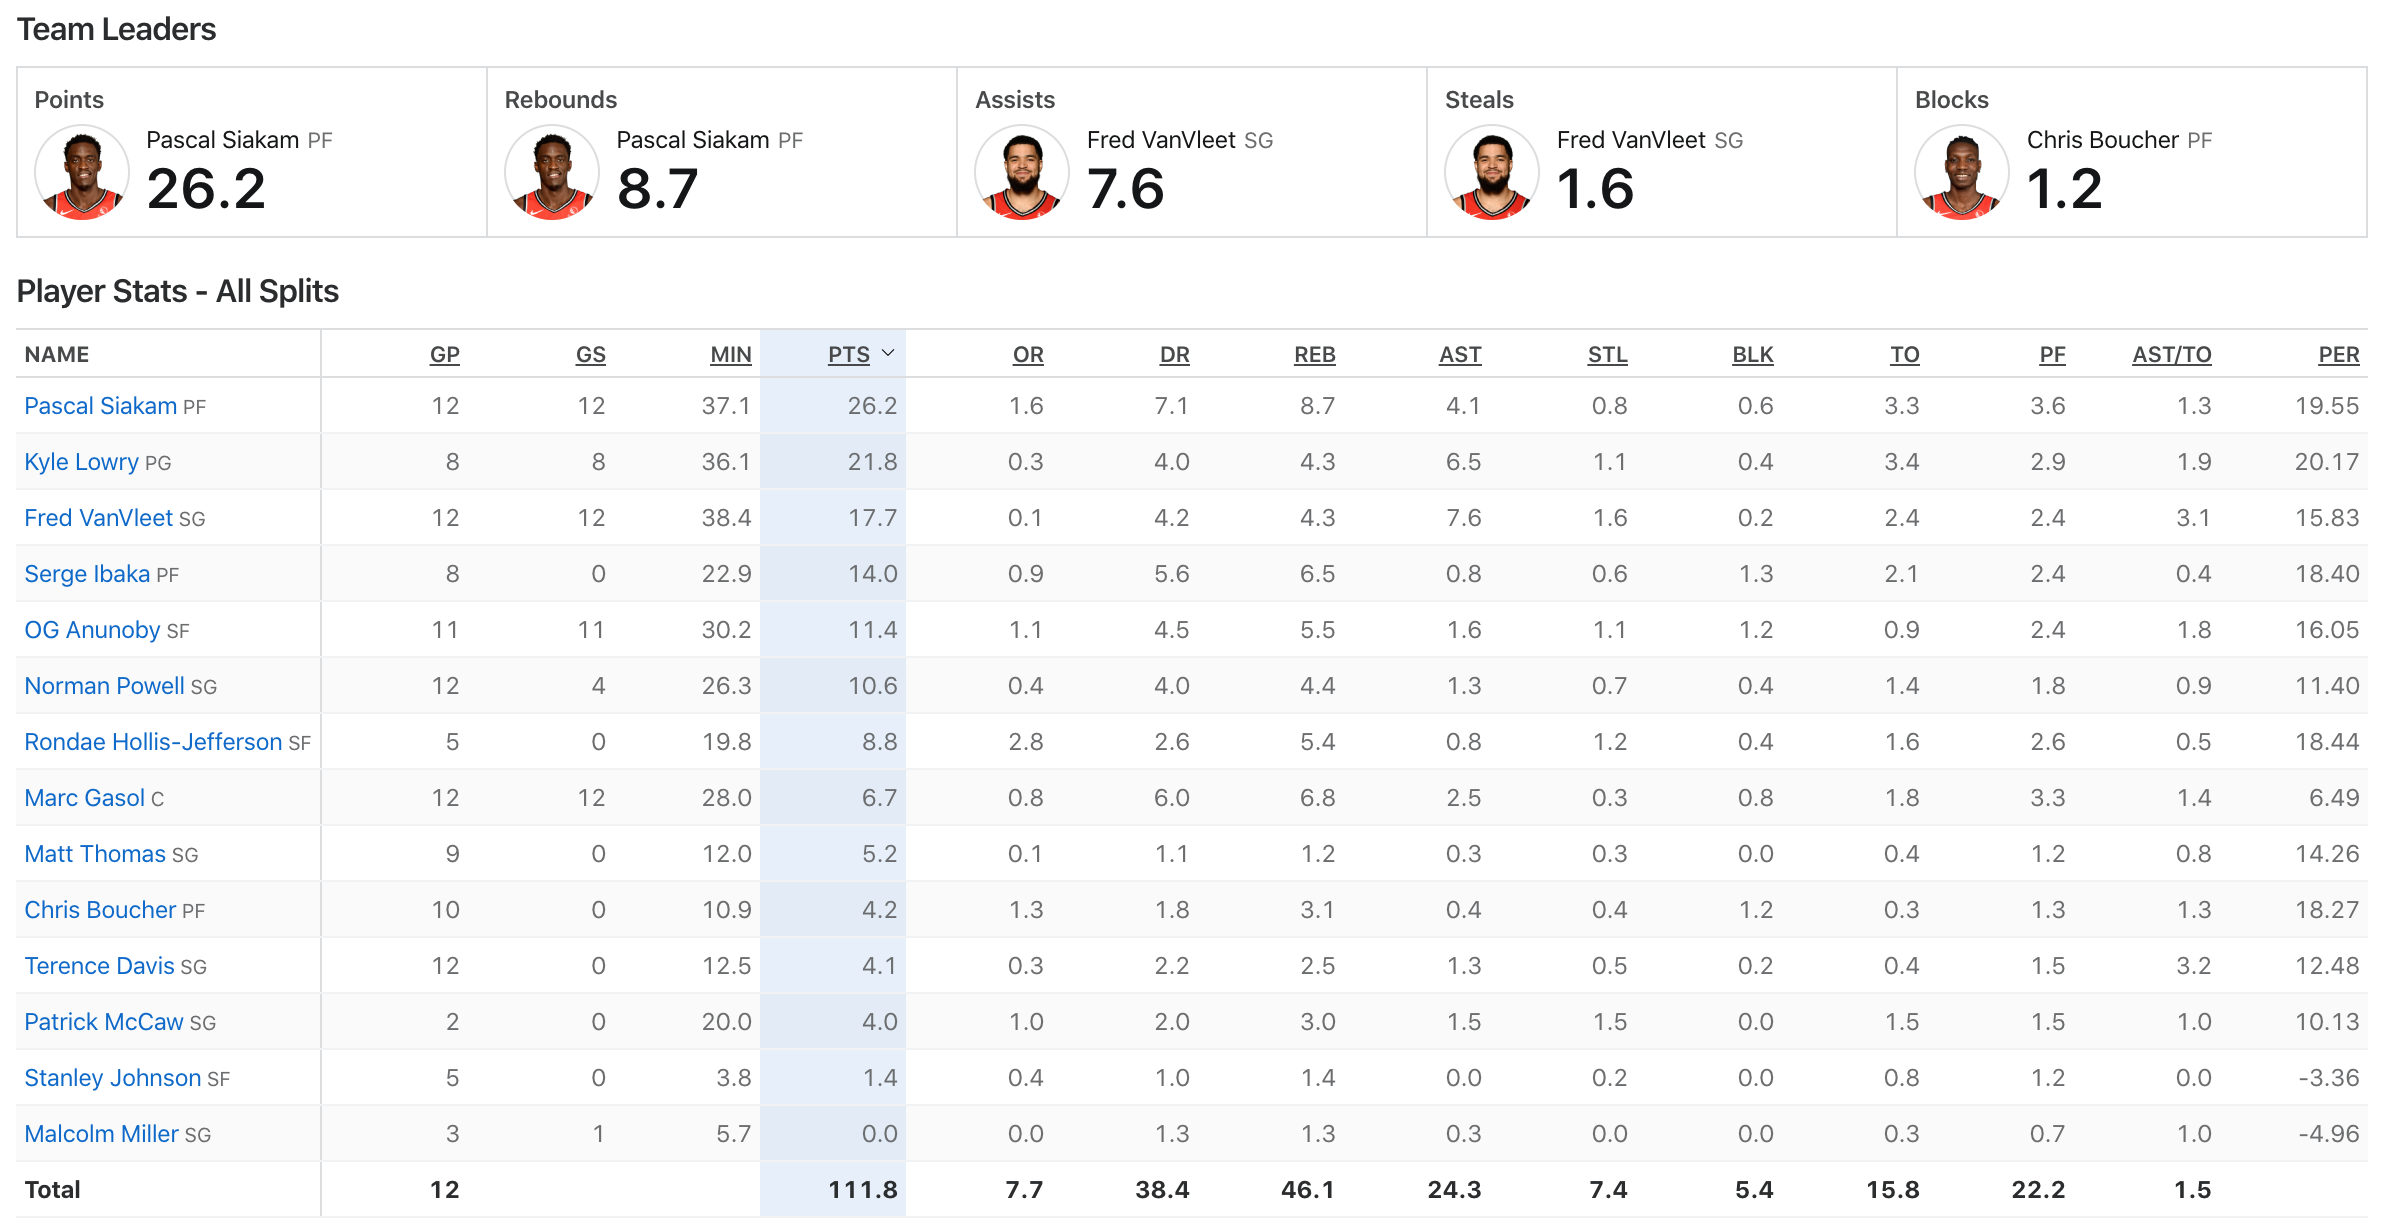 Team Leaders
Points Rebounds Assists Steals Blocks
Pascal Siakam PF Pascal Siakam PF Fred VanVleet SG Fred VanVleet SG Chris Boucher PF
26.2 8.7 7.6 1.6 1.2
Player Stats - All Splits
NAME GP GS MIN PTS OR DR REB AST STL BLK TO PF AST/TO PER
Pascal Siakam PF 12 12 37.1 26.2 1.6 7.1 8.7 4.1 0.8 0.6 3.3 3.6 1.3 19.55
Kyle Lowry PG 8 8 36.1 21.8 0.3 4.0 4.3 6.5 1.1 0.4 3.4 2.9 1.9 20.17
Fred VanVleet SG 12 12 38.4 17.7 0.1 4.2 4.3 7.6 1.6 0.2 2.4 2.4 3.1 15.83
Serge Ibaka PF 8 0 22.9 14.0 0.9 5.6 6.5 0.8 0.6 1.3 2.1 2.4 0.4 18.40
OG Anunoby SF 11 11 30.2 11.4 1.1 4.5 5.5 1.6 1.1 1.2 0.9 2.4 1.8 16.05
Norman Powell SG 12 4 26.3 10.6 0.4 4.0 4.4 1.3 0.7 0.4 1.4 1.8 0.9 11.40
Rondae Hollis-Jefferson SF 5 0 19.8 8.8 2.8 2.6 5.4 0.8 1.2 0.4 1.6 2.6 0.5 18.44
Marc Gasol C 12 12 28.0 6.7 0.8 6.0 6.8 2.5 0.3 0.8 1.8 3.3 1.4 6.49
Matt Thomas SG 9 0 12.0 5.2 0.1 1.1 1.2 0.3 0.3 0.0 0.4 1.2 0.8 14.26
Chris Boucher PF 10 0 10.9 4.2 1.3 1.8 3.1 0.4 0.4 1.2 0.3 1.3 1.3 18.27
Terence Davis SG 12 0 12.5 4.1 0.3 2.2 2.5 1.3 0.5 0.2 0.4 1.5 3.2 12.48
Patrick McCaw SG 2 0 20.0 4.0 1.0 2.0 3.0 1.5 1.5 0.0 1.5 1.5 1.0 10.13
Stanley Johnson SF 5 0 3.8 1.4 0.4 1.0 1.4 0.0 0.2 0.0 0.8 1.2 0.0 -3.36
Malcolm Miller SG 3 1 5.7 0.0 0.0 1.3 1.3 0.3 0.0 0.0 0.3 0.7 1.0 -4.96
Total 12 111.8 7.7 38.4 46.1 24.3 7.4 5.4 15.8 22.2 1.5